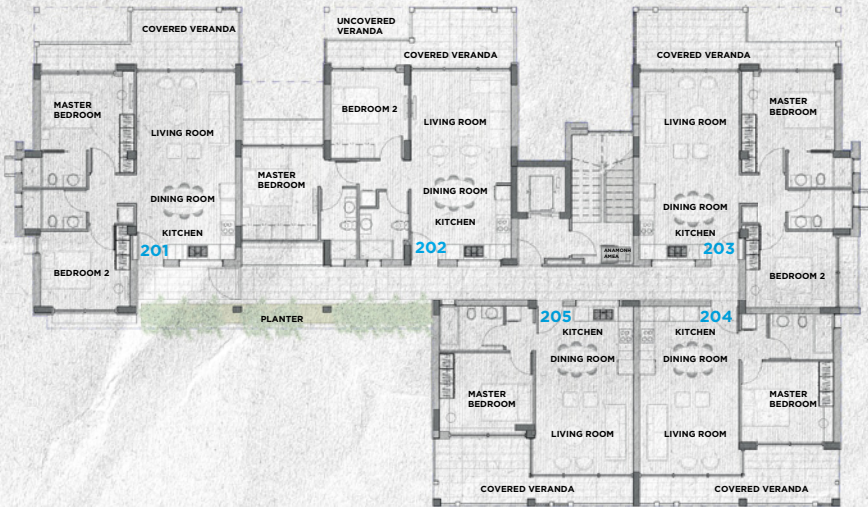 COVERED VERANDA
UNCOVERED
VERANDA
COVERED VERANDA
COVERED VERANDA
MASTER
BEDROOM
LIVING ROOM
BEDROOM 2
LIVING ROOM
LIVING ROOM
MASTER
BEDROOM
MASTER
BEDROOM
DINING ROOM
DINING ROOM
DINING ROOM
KITCHEN
KITCHEN
KITCHEN
201
202
203
BEDROOM 2
BEDROOM 2
PLANTER
205
204
KITCHEN
KITCHEN
DINING ROOM
DINING ROOM
MASTER
BEDROOM
MASTER
BEDROOM
LIVING ROOM
LIVING ROOM
COVERED VERANDA
COVERED VERANDA